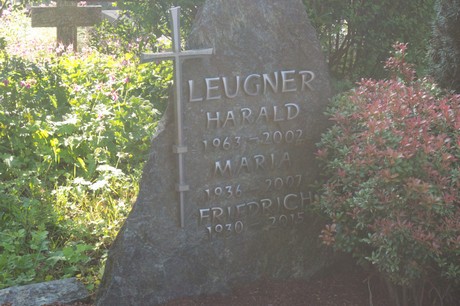 LEUGNER
HARALD
1963-2002
MARIA
1936-2007
FRIEDRICH
1930-2015